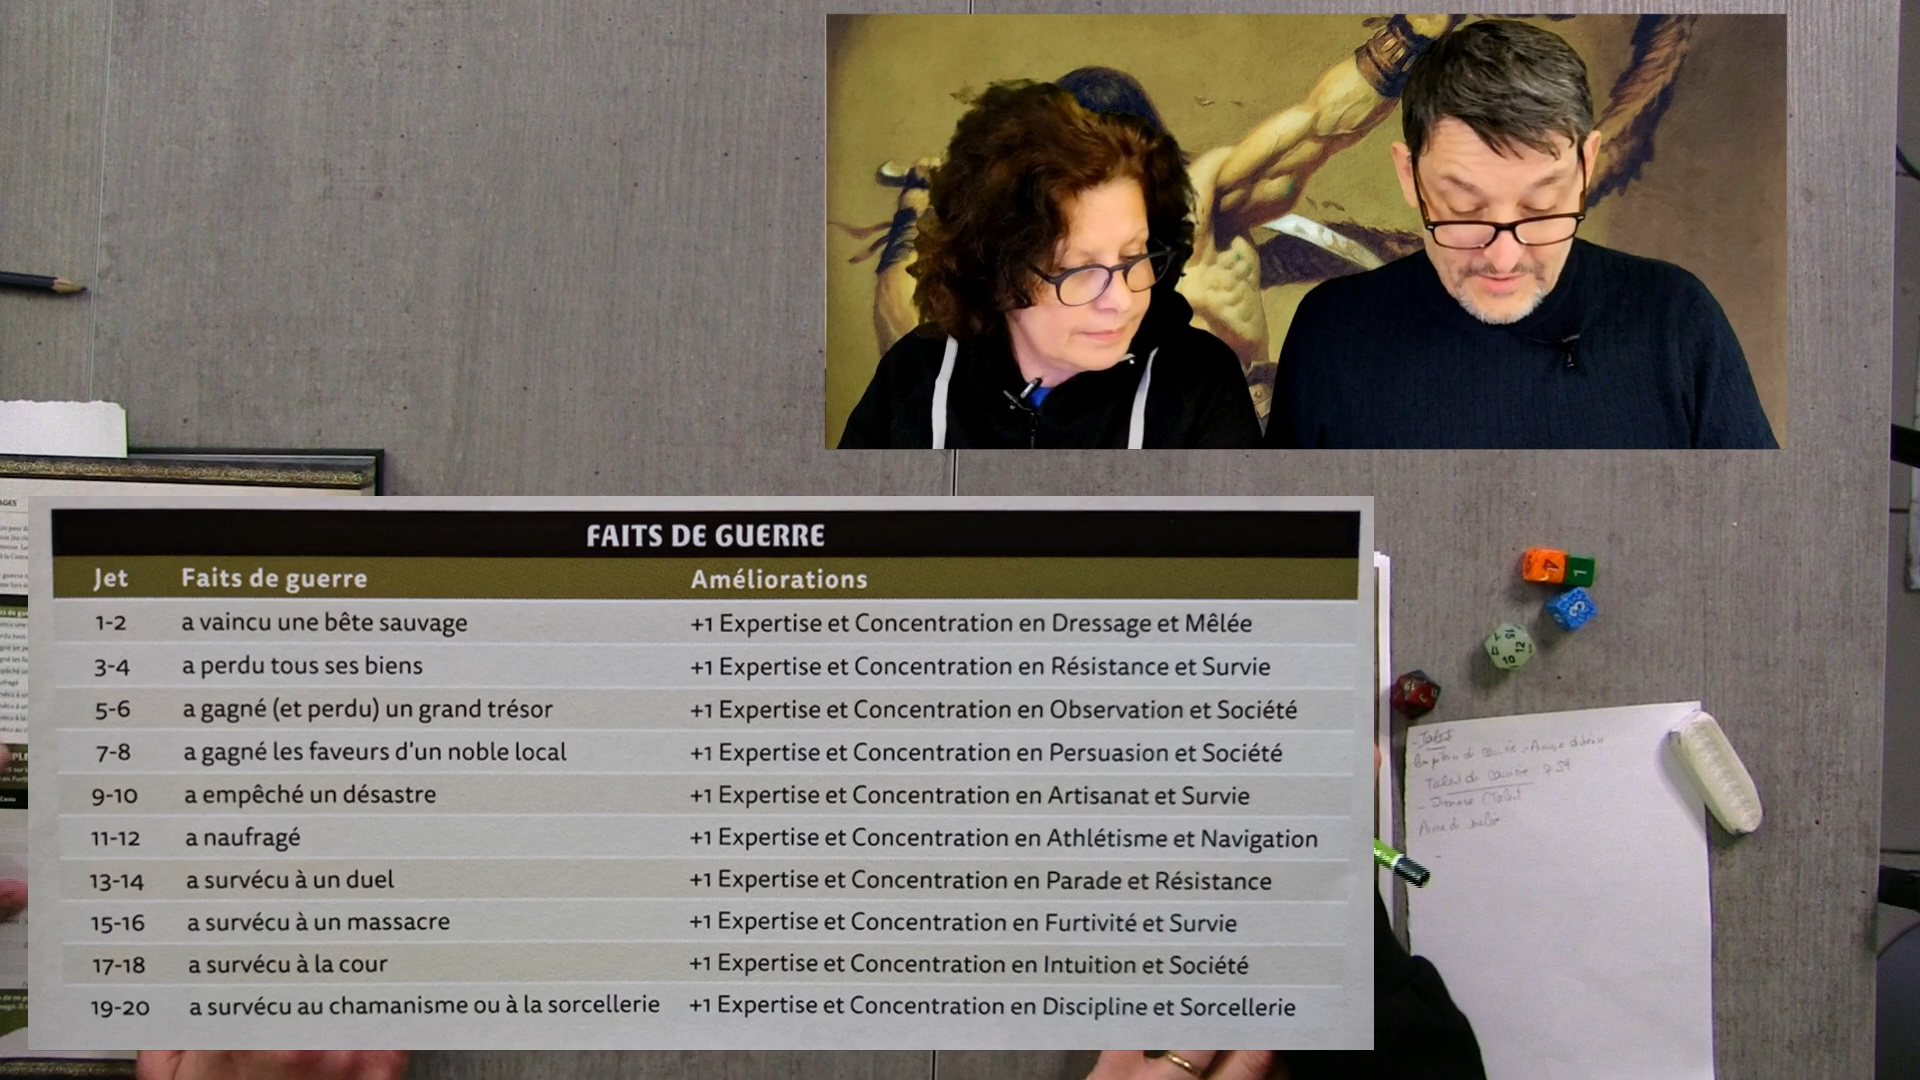 FAITS DE GUERRE
Jet Faits de guerre Améliorations
1-2 a vaincu une bête sauvage +1 Expertise et Concentration en Dressage et Mêlée
3-4 a perdu tous ses biens +1 Expertise et Concentration en Résistance et Survie
5-6 a gagné (et perdu) un grand trésor +1 Expertise et Concentration en Observation et Société
7-8 a gagné les faveurs d'un noble local +1 Expertise et Concentration en Persuasion et Société
9-10 a empêché un désastre +1 Expertise et Concentration en Artisanat et Survie
11-12 a naufragé +1 Expertise et Concentration en Athlétisme et Navigation
13-14 a survécu à un duel +1 Expertise et Concentration en Parade et Résistance
15-16 a survécu à un massacre +1 Expertise et Concentration en Furtivité et Survie
17-18 a survécu à la cour +1 Expertise et Concentration en Intuition et Société
19-20 a survécu au chamanisme ou à la sorcellerie +1 Expertise et Concentration en Discipline et Sorcellerie
4 1
12
10
Talent